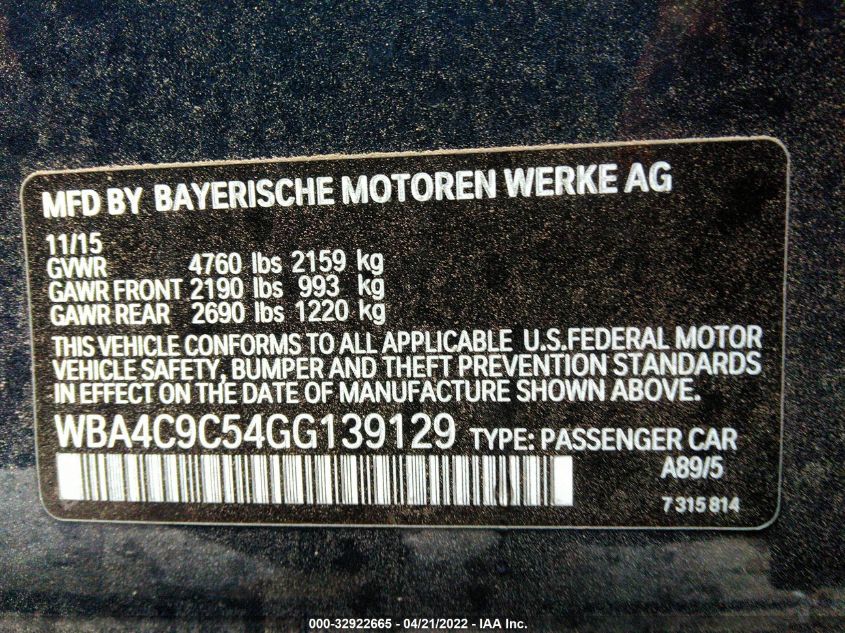 MFD BY BAYERISCHE MOTOREN WERKE AG
11/15
GVWR 4760 lbs 2159 kg
GAWR FRONT 2190 lbs 993 kg
GAWR REAR 2690 lbs 1220 kg
THIS VEHICLE CONFORMS TO ALL APPLICABLE U.S.FEDERAL MOTOR
VEHICLE SAFETY, BUMPER AND THEFT PREVENTION STANDARDS
IN EFFECT ON THE DATE OF MANUFACTURE SHOWN ABOVE.
WBA4C9C54GG139129 TYPE: PASSENGER CAR
A89/5
7 315 814
000-32922665 - 04/21/2022 - IAA Inc.